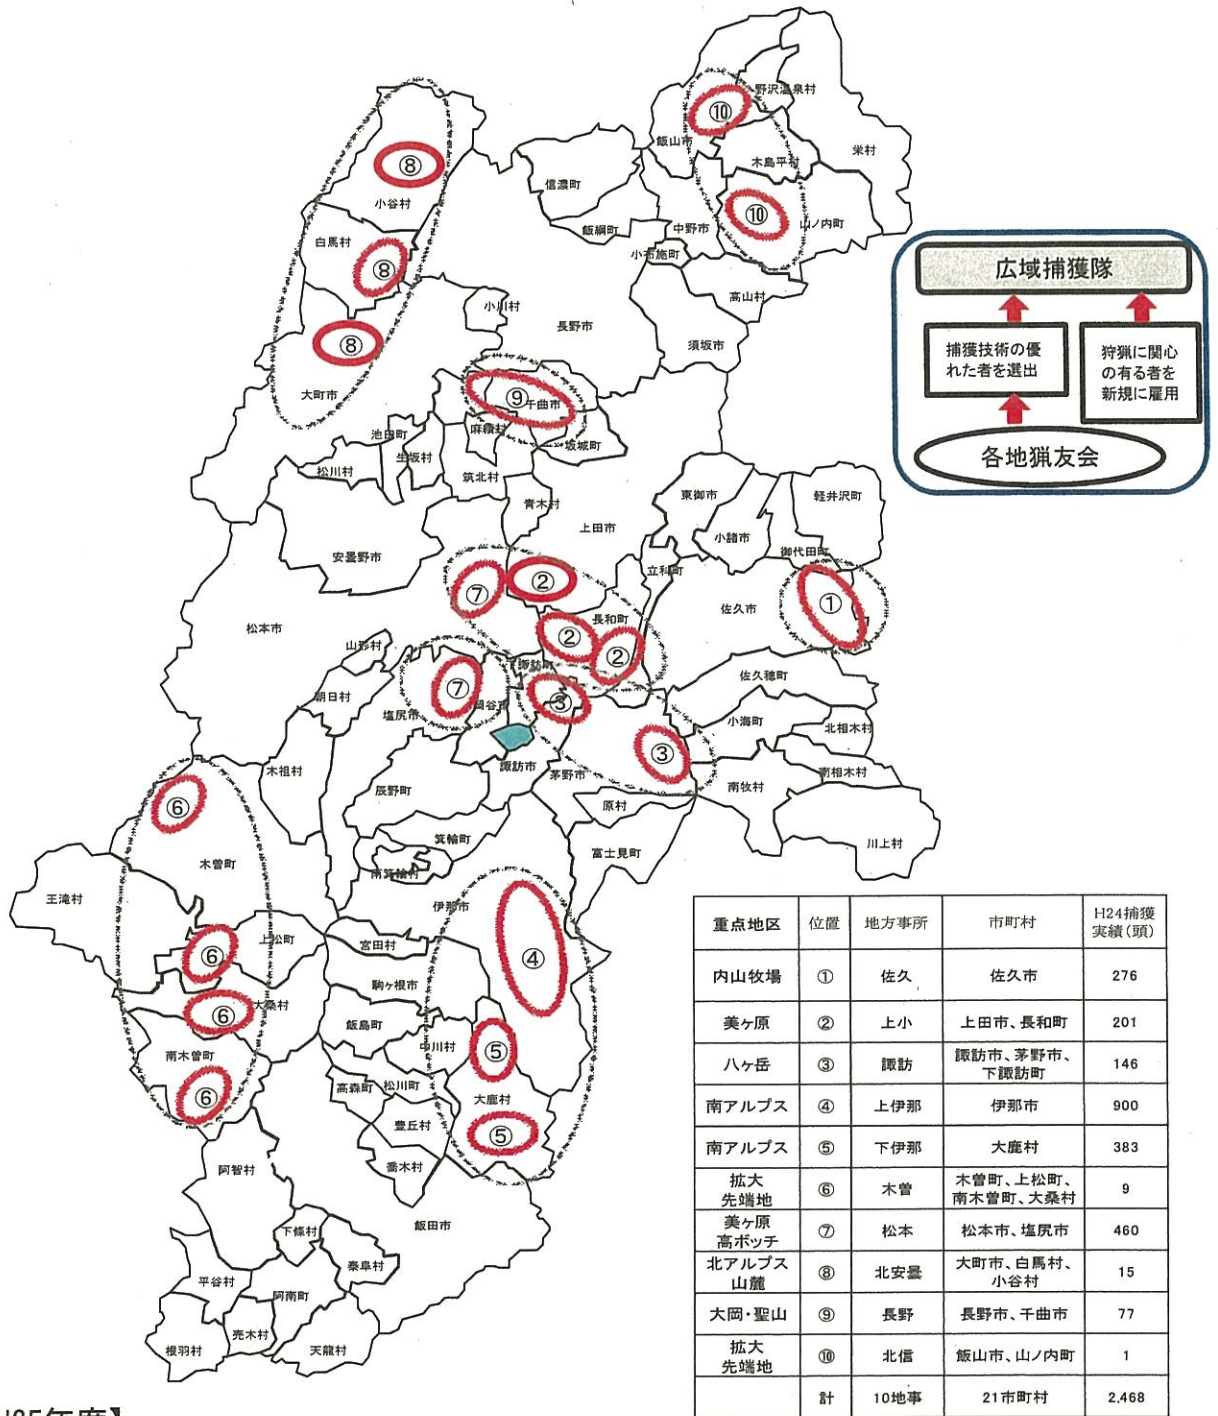 野沢温泉村
⑩
飯山市
栄村
木島平村
⑧
信濃町
小谷村
⑩
山ノ内町
飯綱町
中野市
白馬村
小布施町
⑧
高山村
小川村
長野市
須坂市
⑧
大町市
⑨
千曲市
池田町
麻績村
坂城町
生坂村
松川村
筑北村
青木村
東御市
軽井沢町
上田市
小諸市
安曇野市
御代田町
立科町
②
⑦
①
佐久市
長和町
②
②
松本市
山形村
諏訪町
佐久穂町
⑦
朝日村
③
岡谷市
塩尻市
小海町
北相木村
③
諏訪市
茅野市
木祖村
南相木村
南牧村
辰野町
⑥
原村
箕輪町
川上村
富士見町
木曽町
南箕輪村
王滝村
伊那市
上松町
宮田村
⑥
④
駒ヶ根市
大桑村
⑥
飯島町
中川村
⑤
南木曽町
高森町
松川町
⑥
大鹿村
豊丘村
⑤
喬木村
阿智村
飯田市
下條村
泰阜村
平谷村
阿南町
売木村
根羽村
天龍村
広域捕獲隊
捕獲技術の優
れた者を選出
狩猟に関心
の有る者を
新規に雇用
各地猟友会
重点地区 位置 地方事所 市町村 H24捕獲
実績(頭)
内山牧場 ① 佐久 佐久市 276
美ヶ原 ② 上小 上田市、長和町 201
八ヶ岳 ③ 諏訪 諏訪市、茅野市、
下諏訪町 146
南アルプス ④ 上伊那 伊那市 900
南アルプス ⑤ 下伊那 大鹿村 383
拡大
先端地 ⑥ 木曽 木曽町、上松町、
南木曽町、大桑村 9
美ヶ原
高ボッチ ⑦ 松本 松本市、塩尻市 460
北アルプス
山麓 ⑧ 北安曇 大町市、白馬村、
小谷村 15
大岡・聖山 ⑨ 長野 長野市、千曲市 77
拡大
先端地 ⑩ 北信 飯山市、山ノ内町 1
計 10地事 21市町村 2,468